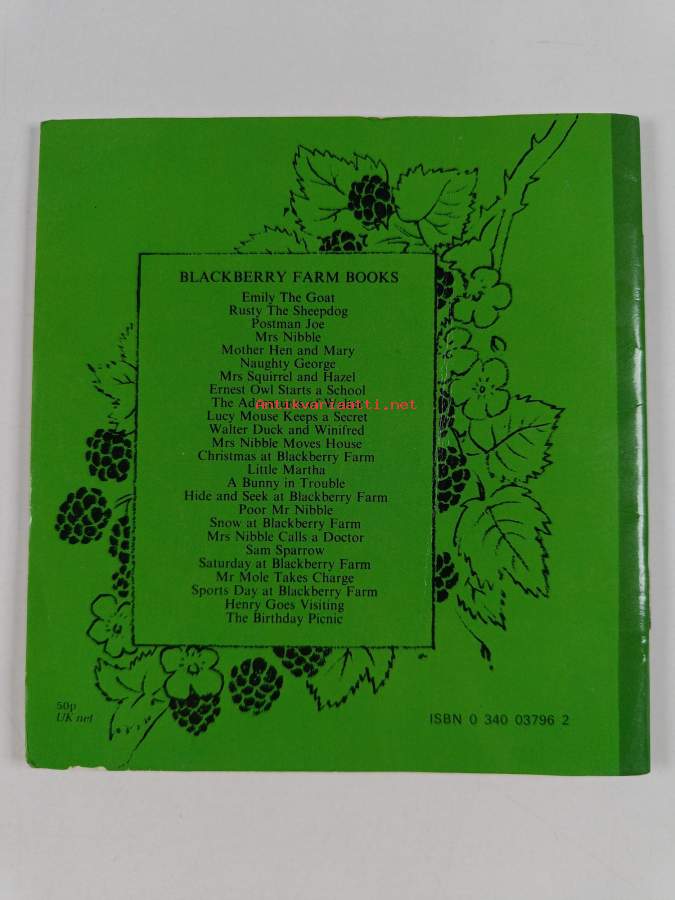 BLACKBERRY FARM BOOKS
Emily The Goat
Rusty The Sheepdog
Postman Joe
Mrs Nibble
Mother Hen and Mary
Naughty George
Mrs Squirrel and Hazel
Ernest Owl Starts a School
The
Antikvariaatti.net
Lucy Mouse Keeps a Secret
Walter Duck and Winifred
Mrs Nibble Moves House
Christmas at Blackberry Farm
Little Martha
A Bunny in Trouble
Hide and Seek at Blackberry Farm
Poor Mr Nibble
Snow at Blackberry Farm
Mrs Nibble Calls a Doctor
Sam Sparrow
Saturday at Blackberry Farm
Mr Mole Takes Charge
Sports Day at Blackberry Farm
Henry Goes Visiting
The Birthday Picnic
50p
UK net
ISBN 0 340 03796 2